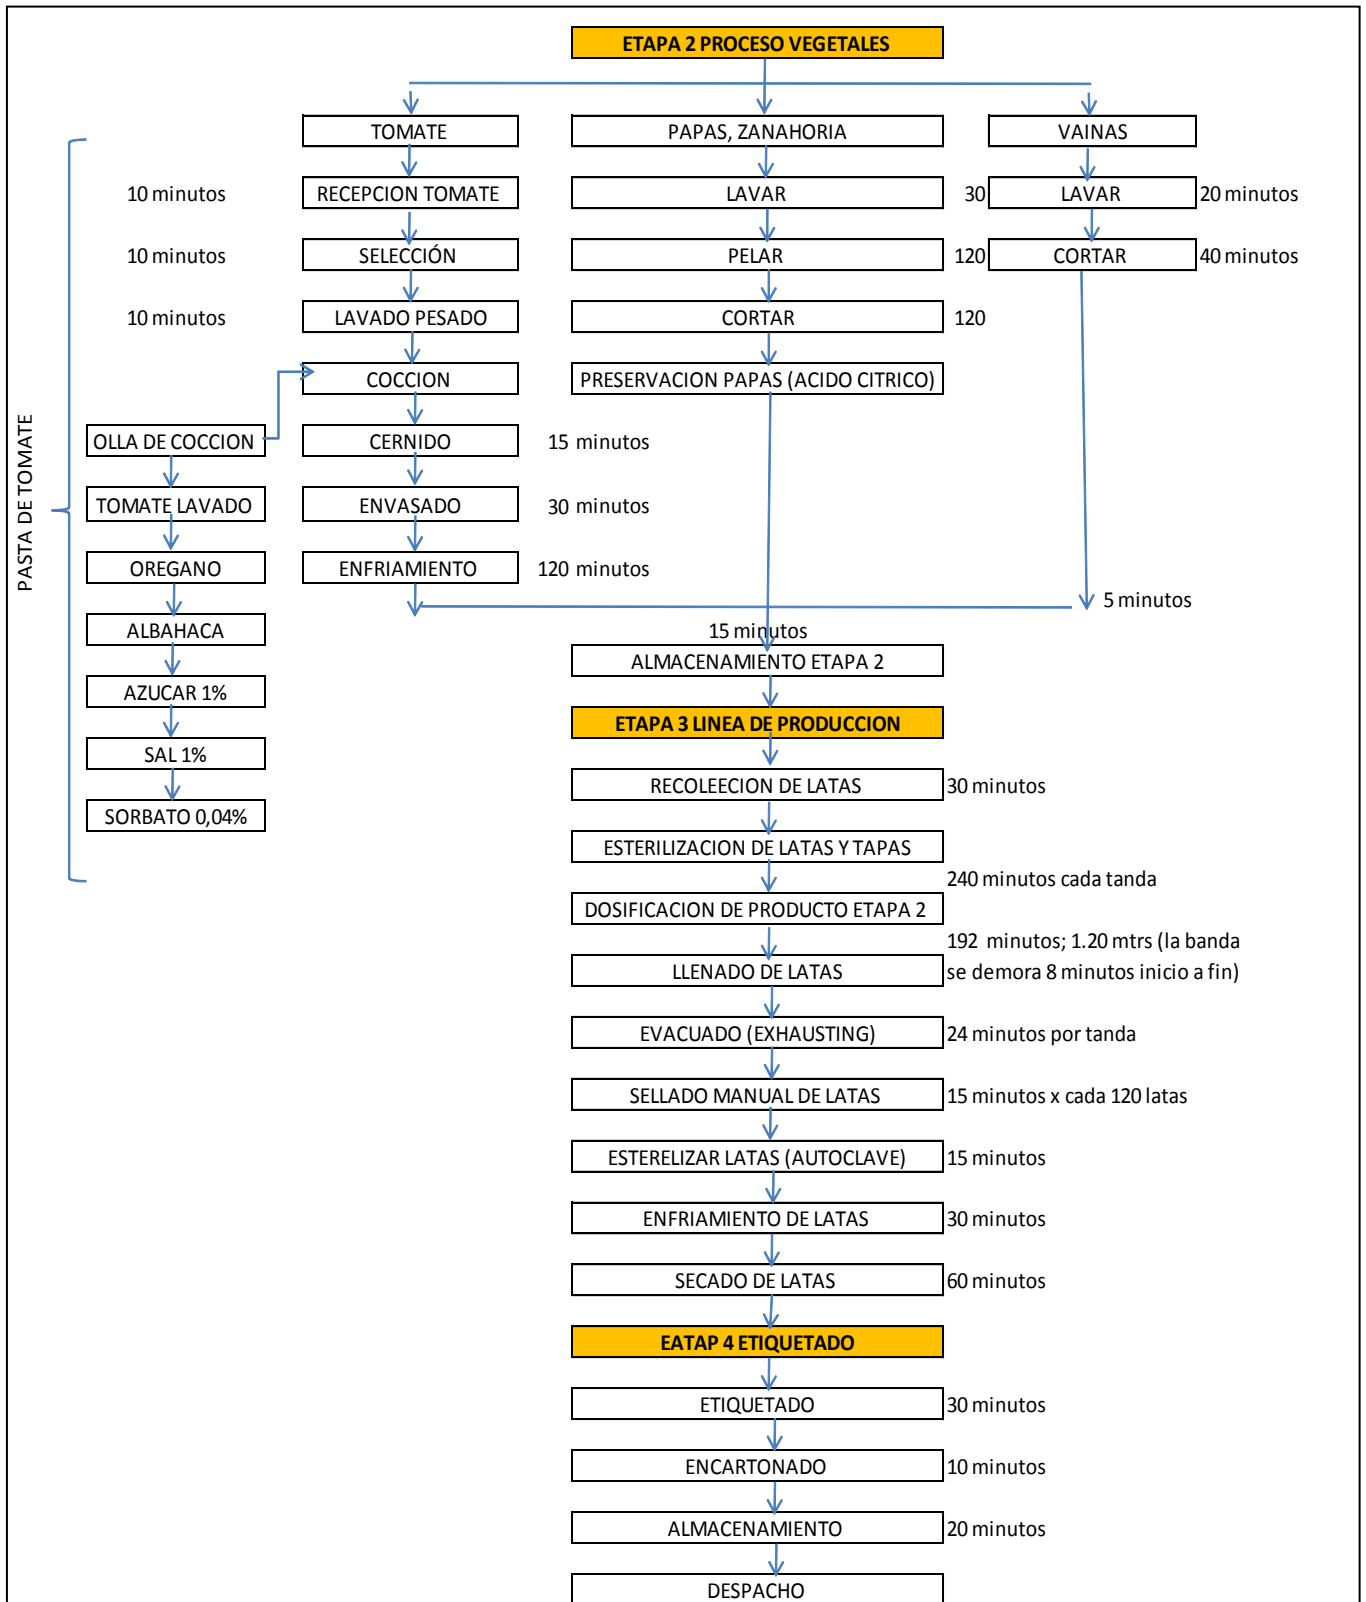 ETAPA 2 PROCESO VEGETALES
TOMATE
PAPAS, ZANAHORIA
VAINAS
10 minutos
RECEPCION TOMATE
LAVAR
30
LAVAR
20 minutos
10 minutos
SELECCIÓN
PELAR
120
CORTAR
40 minutos
10 minutos
LAVADO PESADO
CORTAR
120
COCCION
PRESERVACION PAPAS (ACIDO CITRICO)
PASTA DE TOMATE
OLLA DE COCCION
CERNIDO
15 minutos
TOMATE LAVADO
ENVASADO
30 minutos
OREGANO
ENFRIAMIENTO
120 minutos
5 minutos
ALBAHACA
15 minutos
ALMACENAMIENTO ETAPA 2
AZUCAR 1%
ETAPA 3 LINEA DE PRODUCCION
SAL 1%
RECOLEECION DE LATAS
30 minutos
SORBATO 0,04%
ESTERILIZACION DE LATAS Y TAPAS
240 minutos cada tanda
DOSIFICACION DE PRODUCTO ETAPA 2
192 minutos; 1.20 mtrs (la banda
se demora 8 minutos inicio a fin)
LLENADO DE LATAS
EVACUADO (EXHAUSTING)
24 minutos por tanda
SELLADO MANUAL DE LATAS
15 minutos x cada 120 latas
ESTERELIZAR LATAS (AUTOCLAVE)
15 minutos
ENFRIAMIENTO DE LATAS
30 minutos
SECADO DE LATAS
60 minutos
EATAP 4 ETIQUETADO
ETIQUETADO
30 minutos
ENCARTONADO
10 minutos
ALMACENAMIENTO
20 minutos
DESPACHO